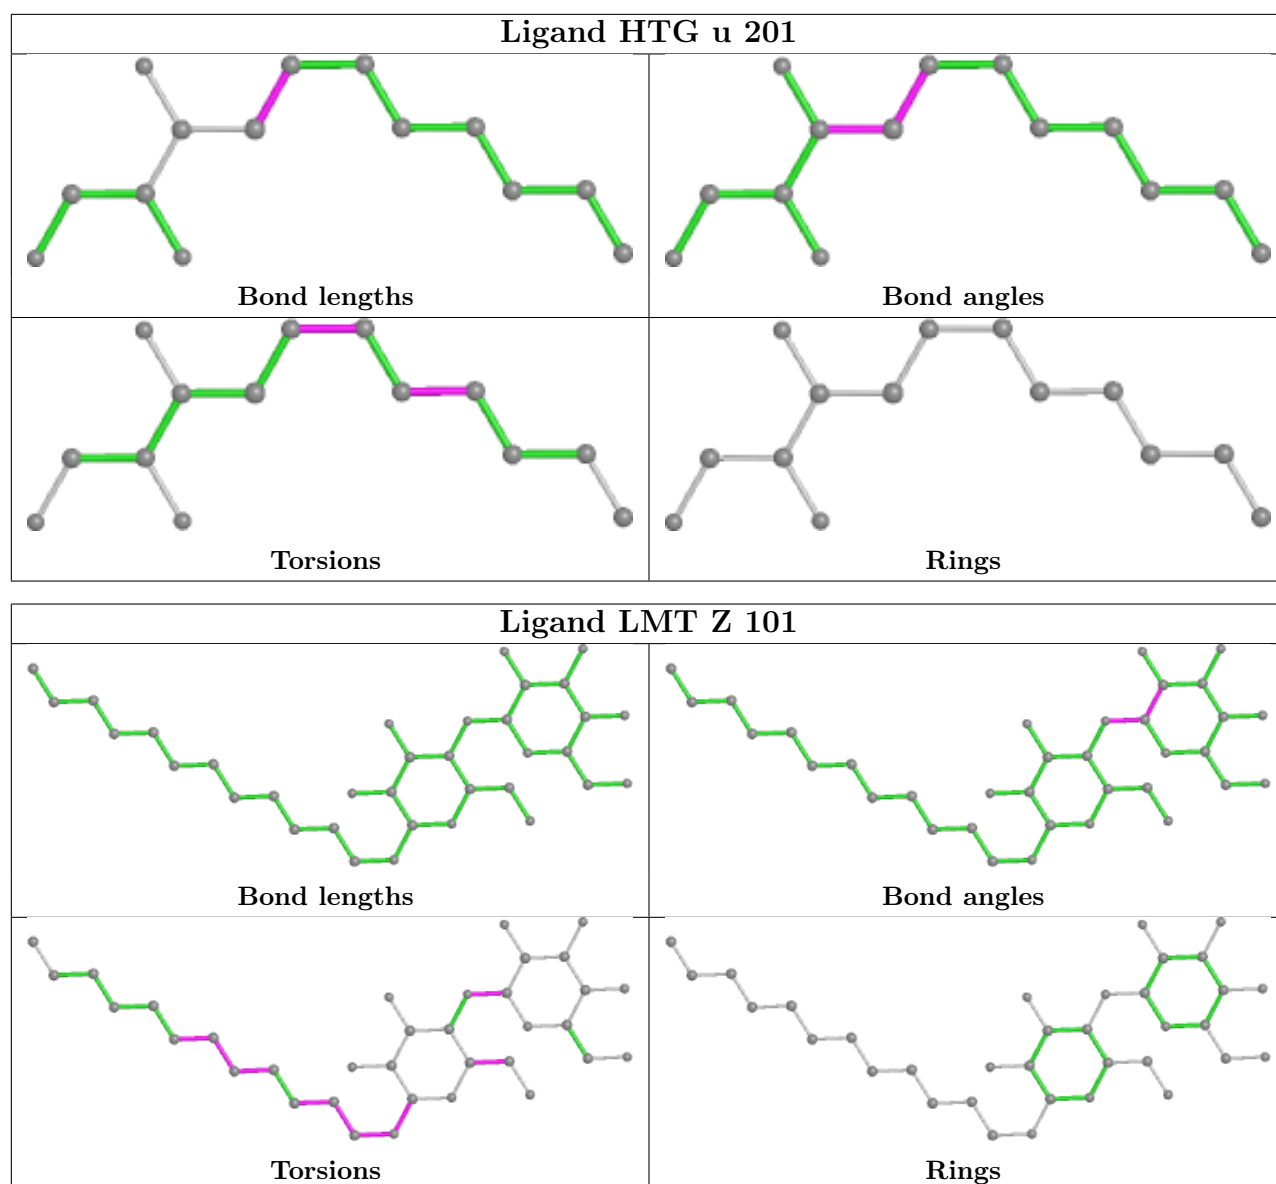 Ligand HTG u 201
Bond lengths
Bond angles
Torsions
Rings
Ligand LMT Z 101
Bond lengths
Bond angles
Torsions
Rings